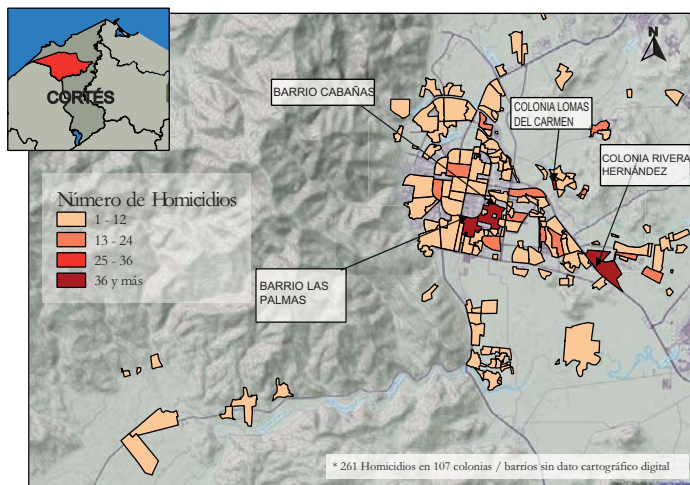 CORTÉS
N
BARRIO CABAÑAS
COLONIA LOMAS
DEL CARMEN
COLONIA RIVERA
HERNÁNDEZ
Número de Homicidios
1 - 12
13 - 24
25 - 36
36 y más
BARRIO LAS
PALMAS
* 261 Homicidios en 107 colonias / barrios sin dato cartográfico digital